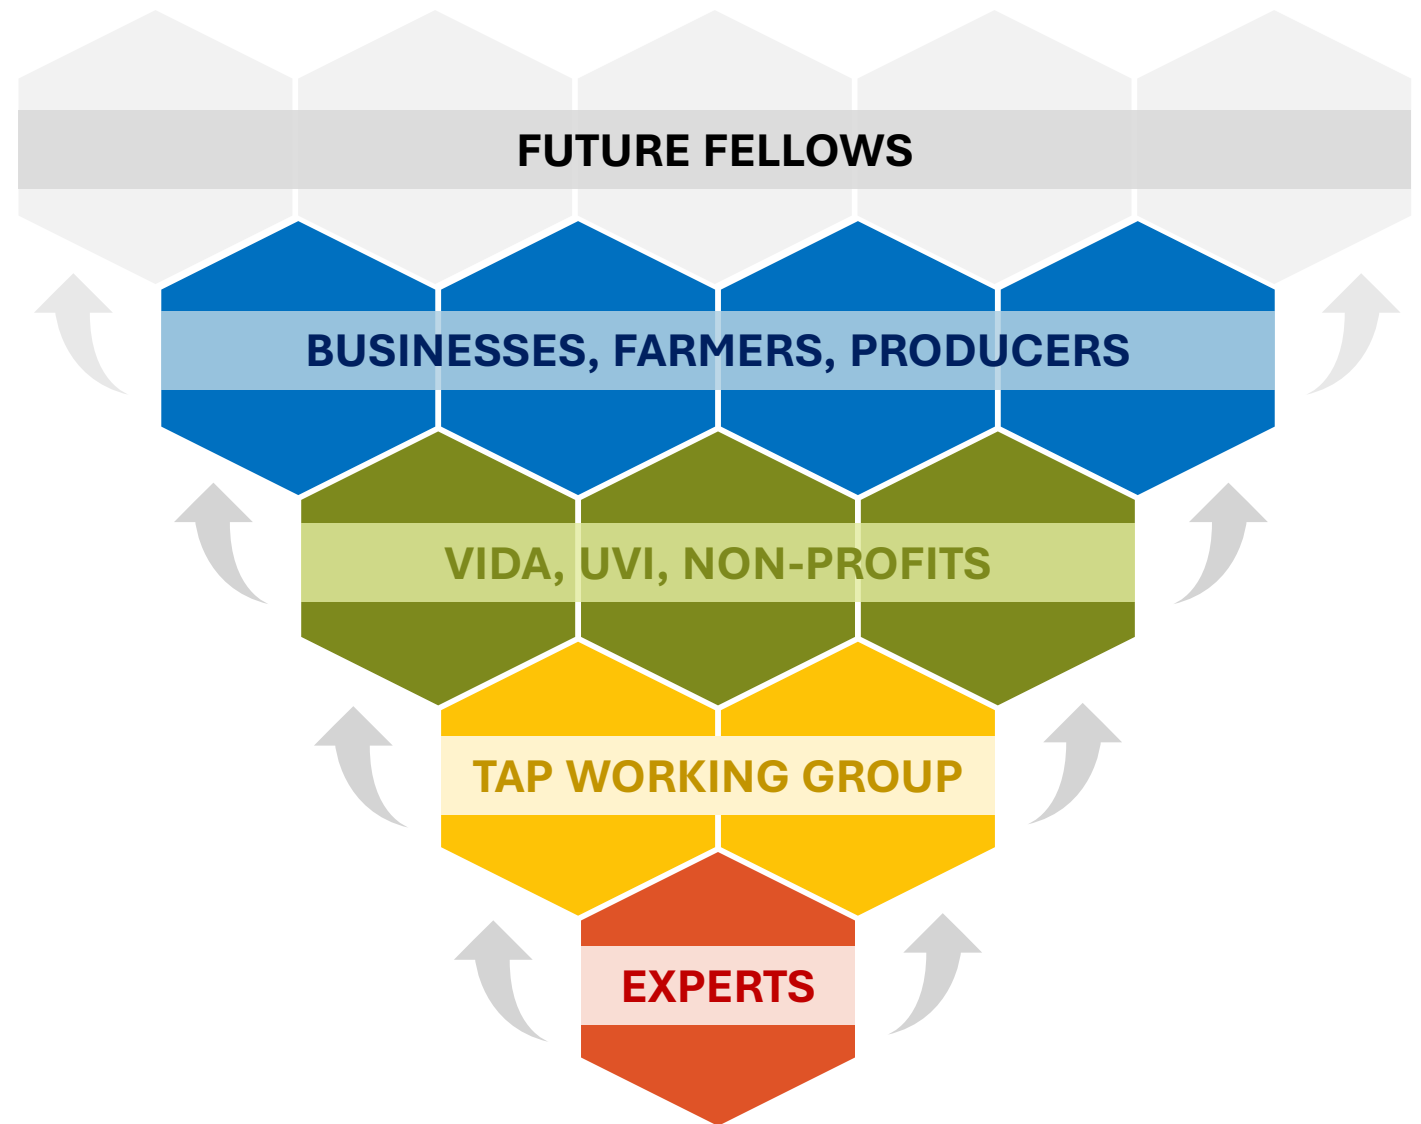 FUTURE FELLOWS
BUSINESSES, FARMERS, PRODUCERS
VIDA, UVI, NON-PROFITS
TAP WORKING GROUP
EXPERTS